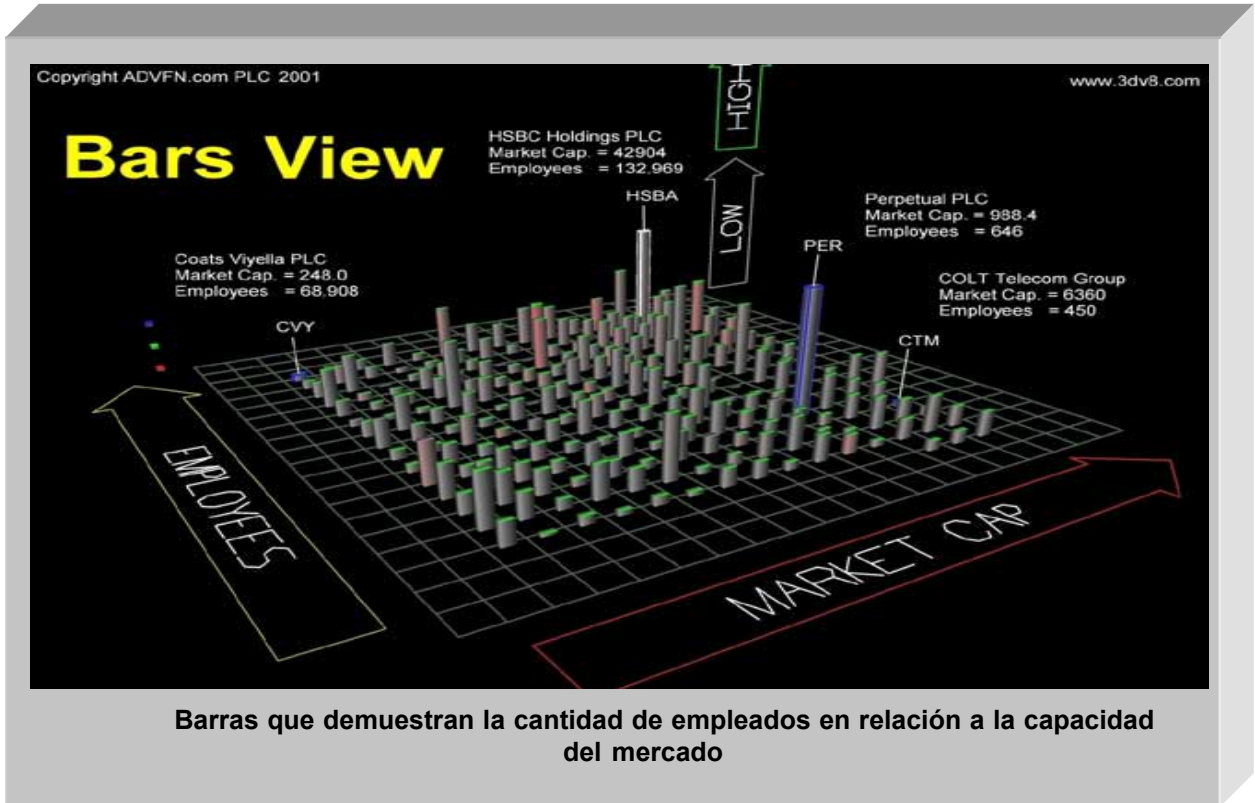 Copyright ADVFN.com PLC 2001
www.3dv8.com
Bars View
HSBC Holdings PLC
Market Cap. = 42904
Employees = 132,969
HSBA
HIGH
LOW
Perpetual PLC
Market Cap. = 988.4
Employees = 646
PER
Coats Viyella PLC
Market Cap. = 248.0
Employees = 68,908
CVY
COLT Telecom Group
Market Cap. = 6360
Employees = 450
CTM
EMPLOYEES
MARKET CAP
Barras que demuestran la cantidad de empleados en relación a la capacidad
del mercado